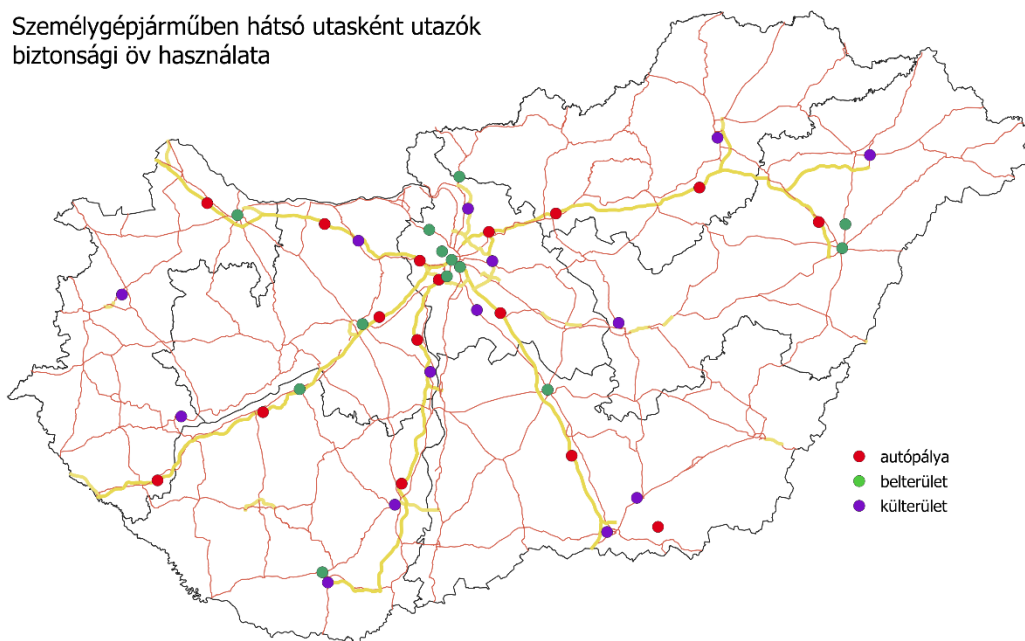 Személygépjárműben hátsó utasként utazók
biztonsági öv használata
autópálya
belterület
külterület